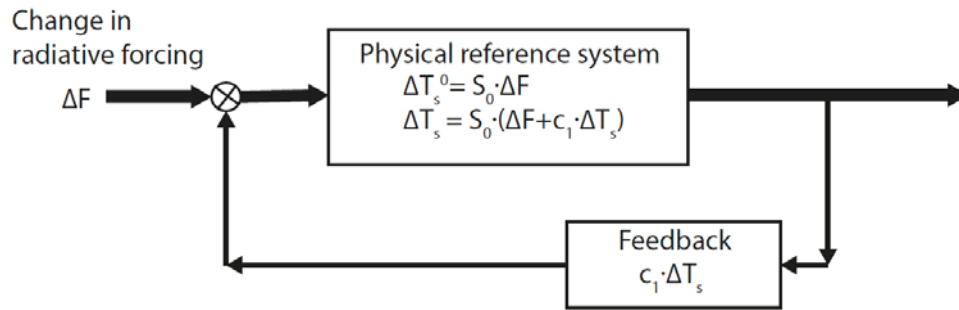 Change in
radiative forcing
ΔF
Physical reference system
ΔTₛ⁰= S₀·ΔF
ΔTₛ = S₀·(ΔF+c₁·ΔTₛ)
Feedback
c₁·ΔTₛ